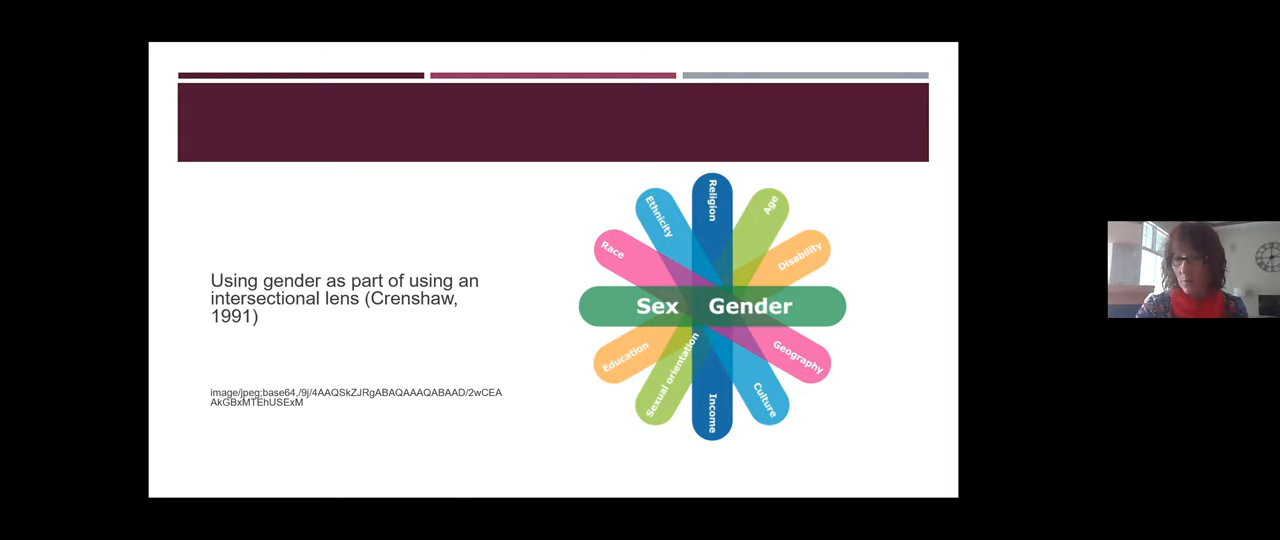 Using gender as part of using an
intersectional lens (Crenshaw,
1991)
image/jpeg;base64,/9j/4AAQSkZJRgABAQAAAQABAAD/2wCEA
AkGBxMTEhUSExM
Religion
Ethnicity
Age
Race
Disability
Sex Gender
Education
Geography
Sexual orientation
Culture
Income